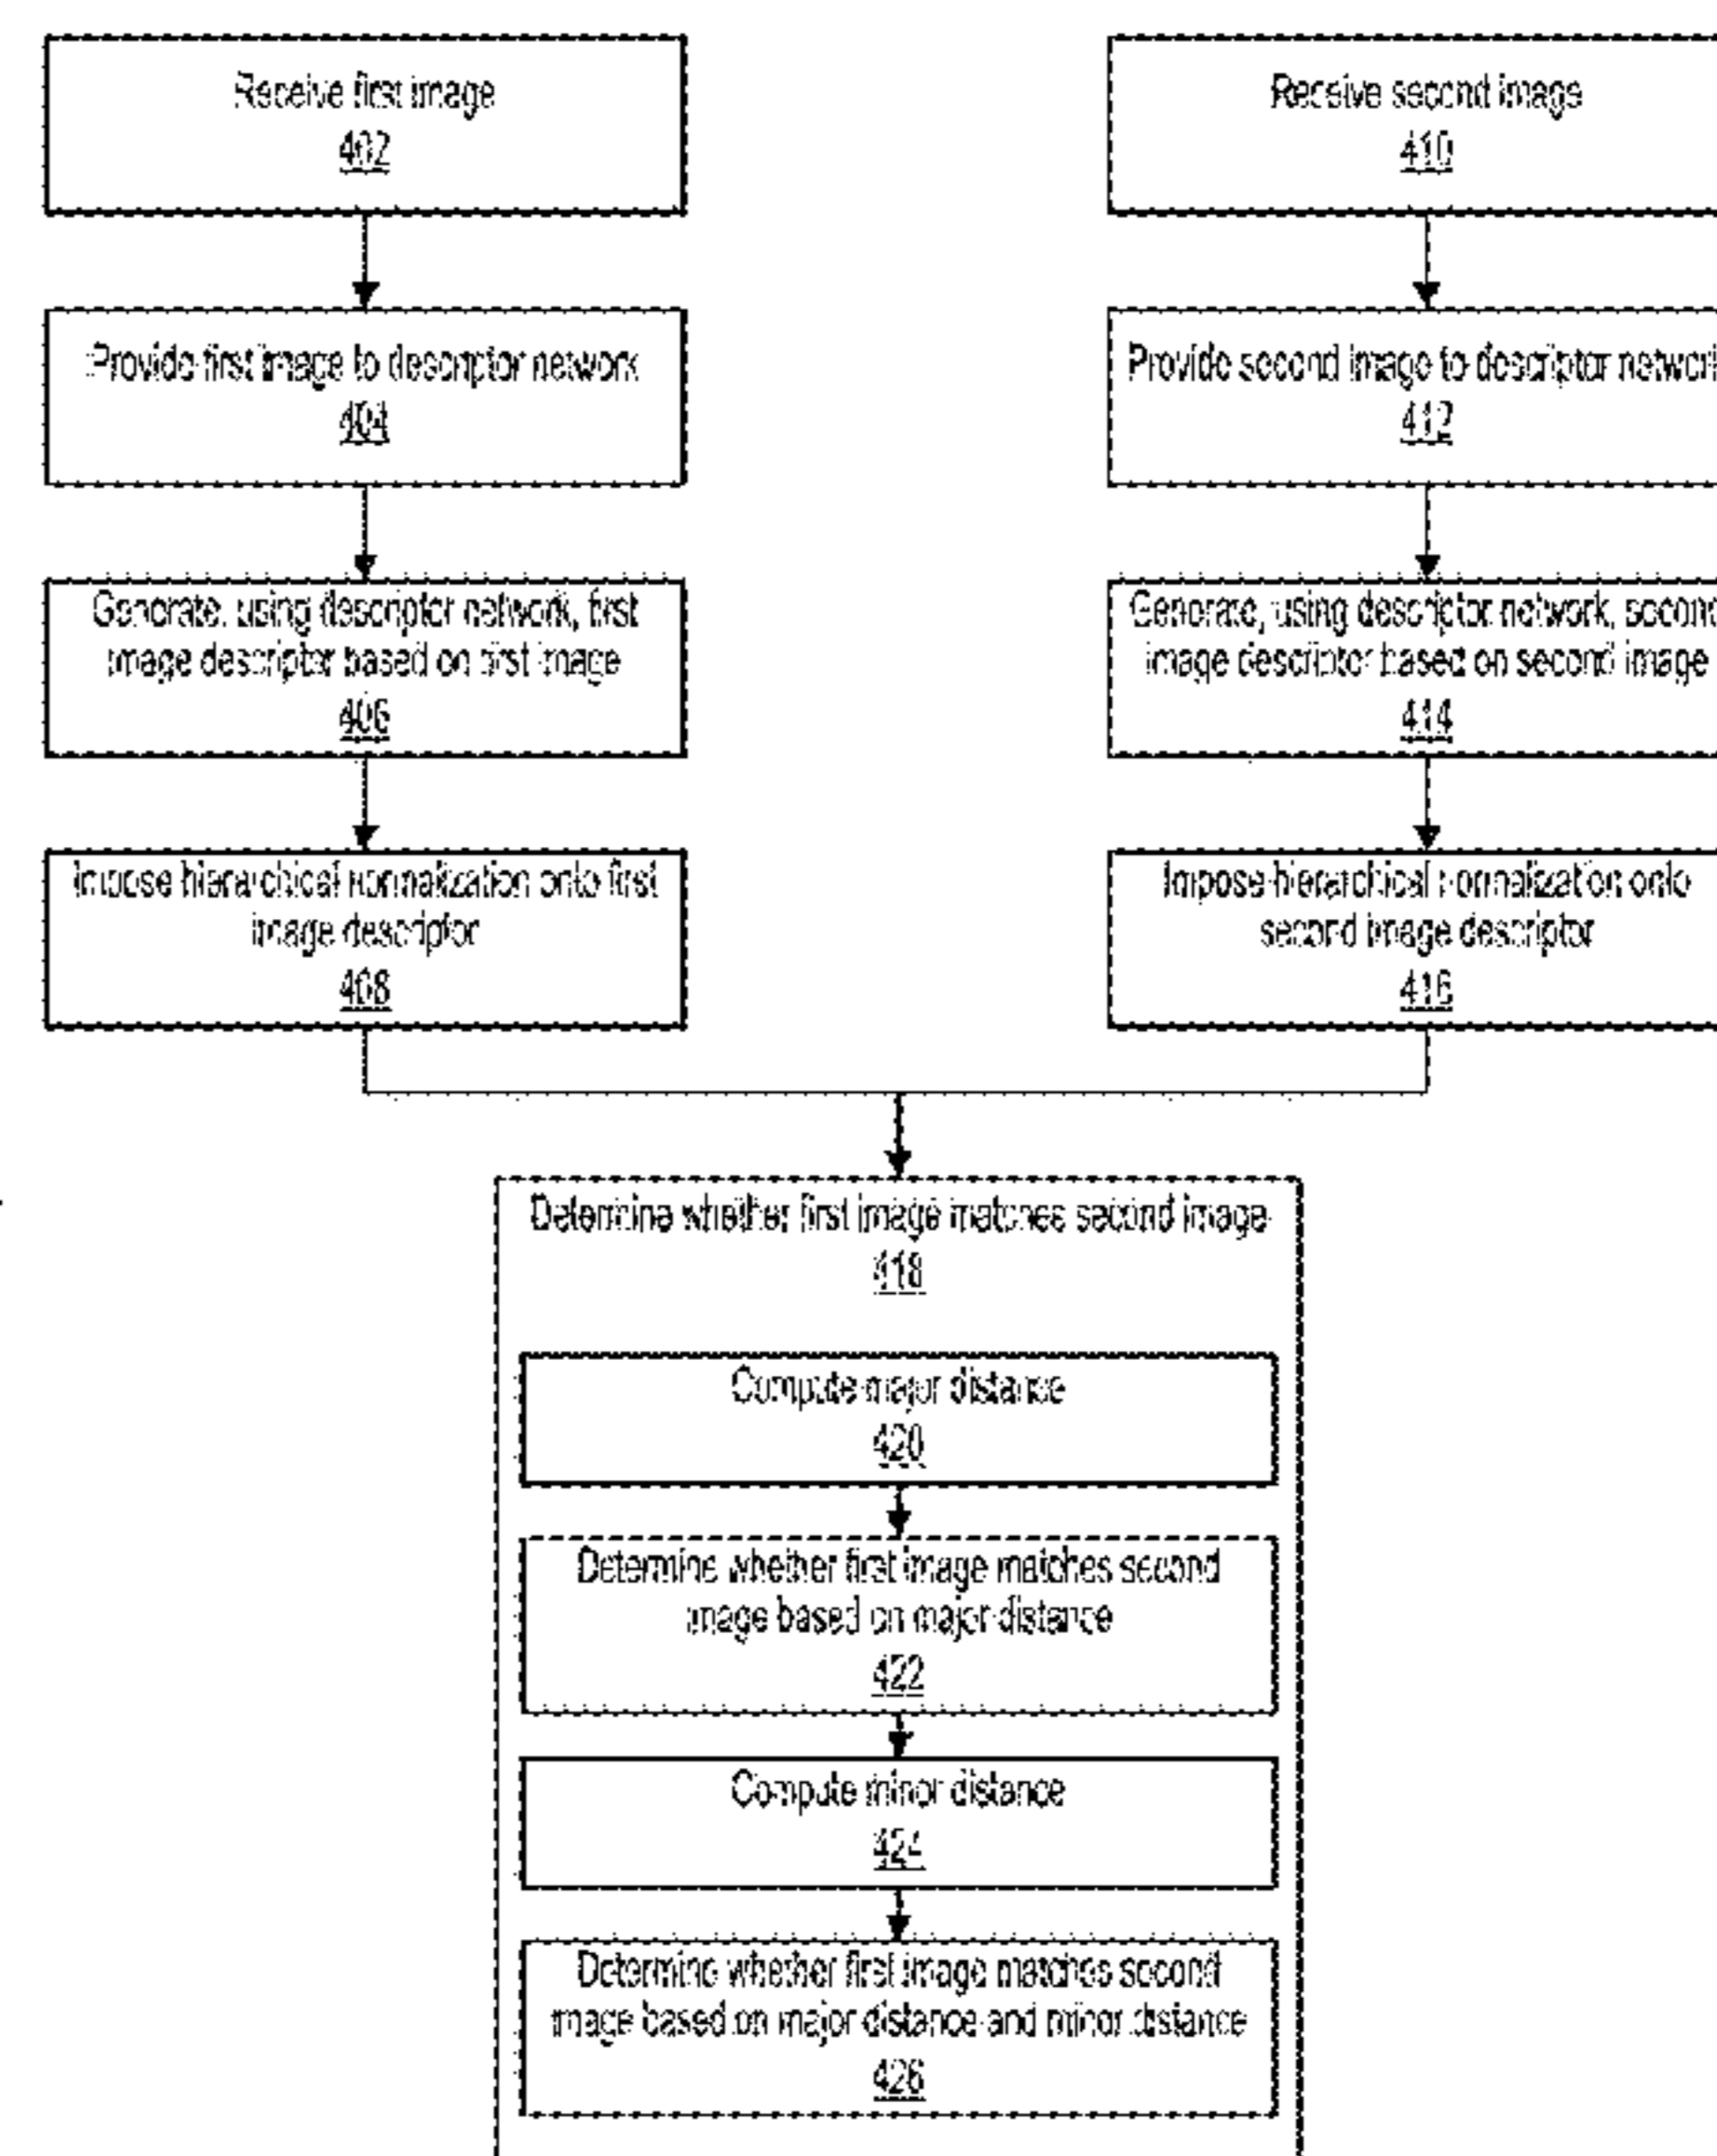 Receive first image
402
Provide first image to descriptor network
404
Generate, using descriptor network, first
image descriptor based on first image
406
Impose hierarchical normalization onto first
image descriptor
408
Receive second image
410
Provide second image to descriptor network
412
Generate, using descriptor network, second
image descriptor based on second image
414
Impose hierarchical normalization onto
second image descriptor
416
Determine whether first image matches second image
418
Compute major distance
420
Determine whether first image matches second
image based on major distance
422
Compute minor distance
424
Determine whether first image matches second
image based on major distance and minor distance
426